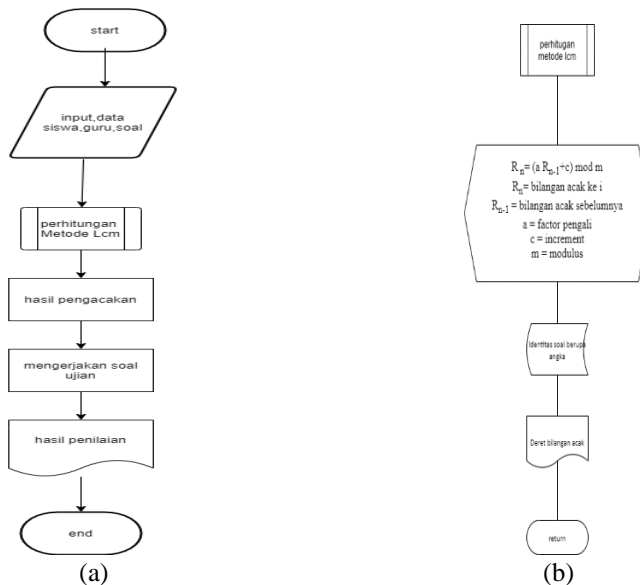 start
input,data
siswa,guru,soal
perhitungan
Metode Lcm
hasil pengacakan
mengerjakan soal
ujian
hasil penilaian
end
(a)
perhitugan
metode lcm
R n= (a Rn-1+c) mod m
Rn= bilangan acak ke i
Rn-1 = bilangan acak sebelumnya
a = factor pengali
c = increment
m = modulus
Identitas soal berupa
angka
Deret bilangan acak
return
(b)